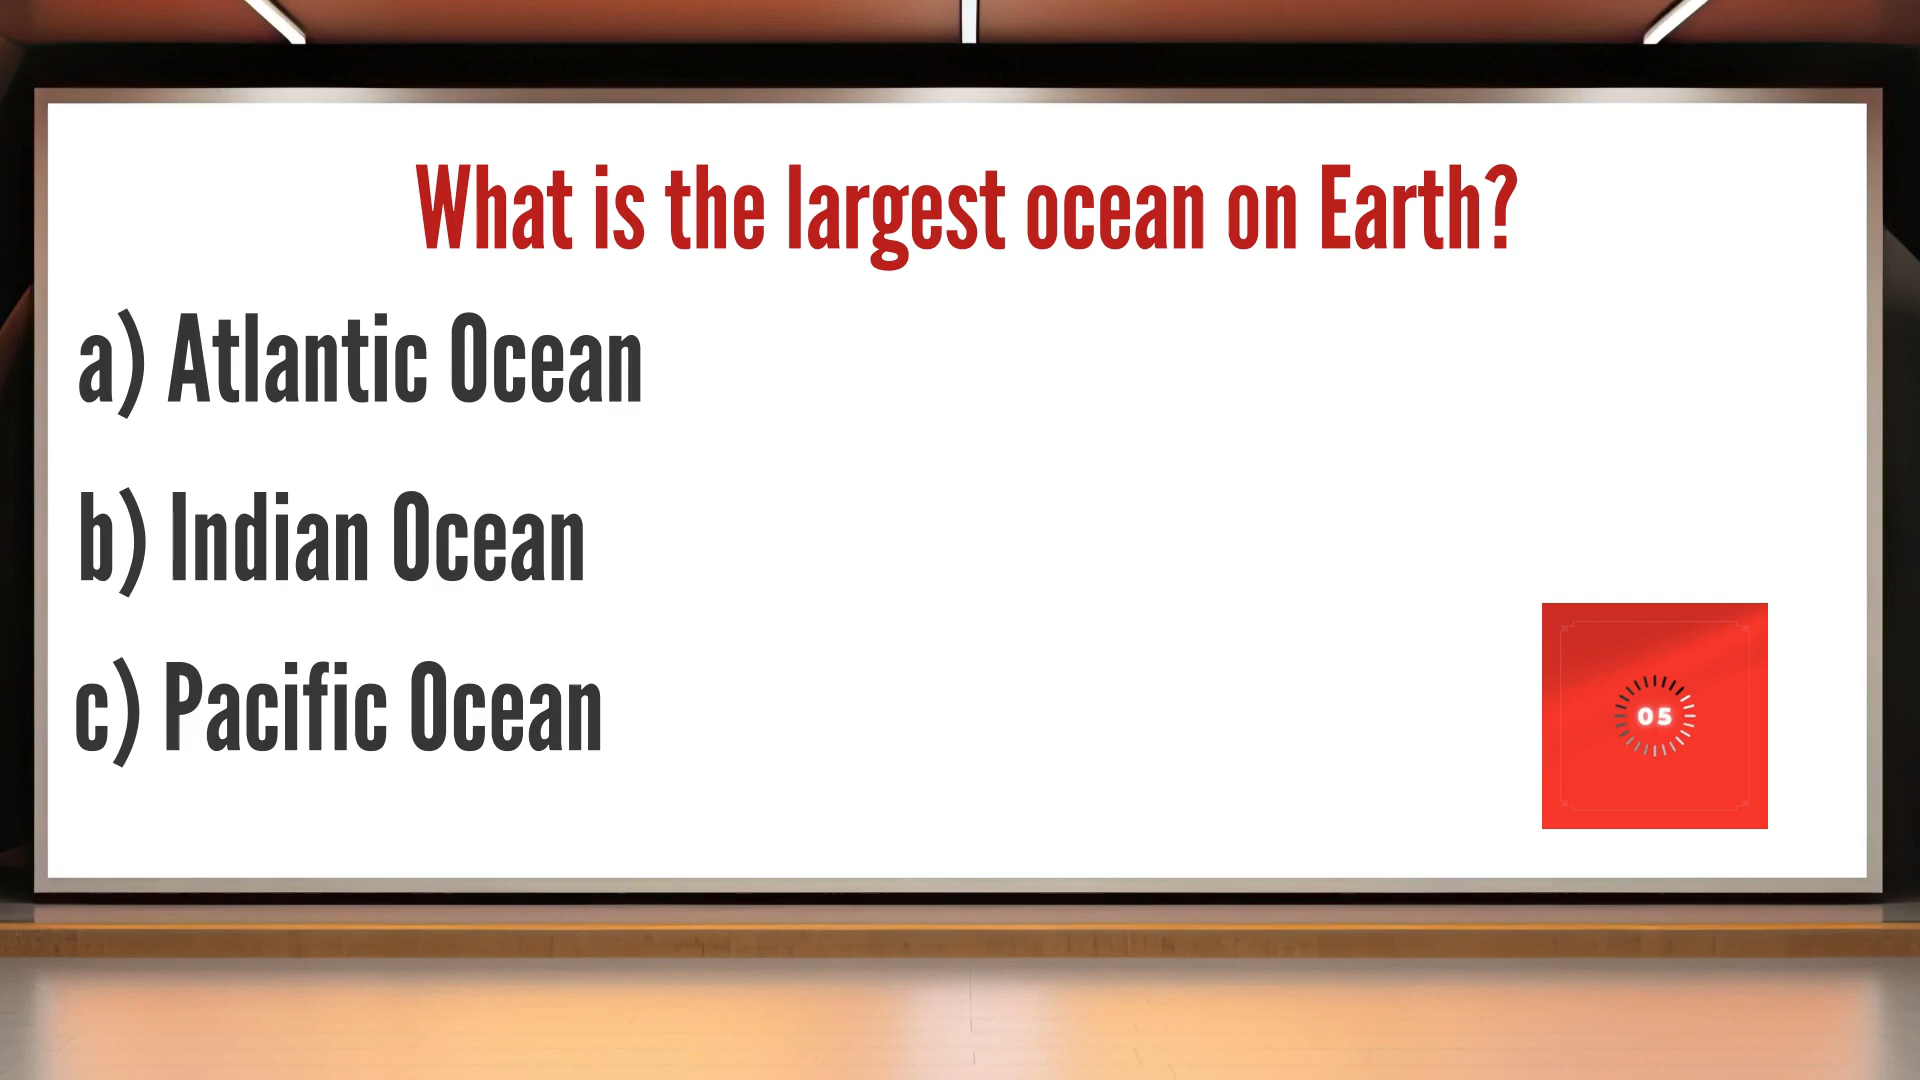 What is the largest ocean on Earth?
a) Atlantic Ocean
b) Indian Ocean
c) Pacific Ocean
05